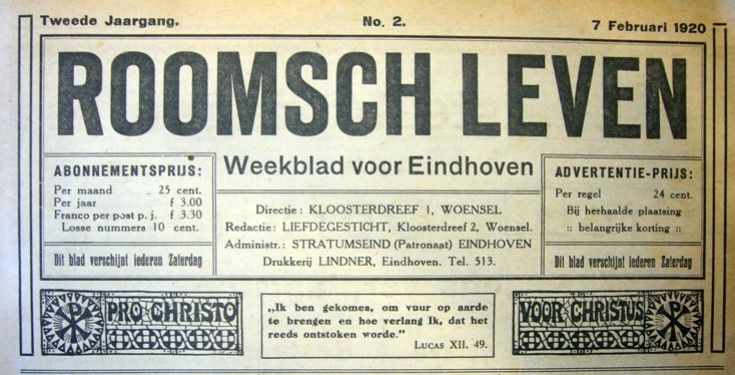 Tweede Jaargang. No. 2. 7 Februari 1920
ROOMSCH LEVEN
Weekblad voor Eindhoven
ABONNEMENTSPRIJS:
Per maand 25 cent.
Per jaar f 3.00
Franco per post p. j. f 3.30
Losse nummers 10 cent.
Dit blad verschijnt iederen Zaterdag
Directie: KLOOSTERDREEF 1, WOENSEL
Redactie: LIEFDEGESTICHT, Kloosterdreef 2, Woensel.
Administr.: STRATUMSEIND (Patronaat) EINDHOVEN
Drukkerij LINDNER, Eindhoven. Tel. 513.
ADVERTENTIE-PRIJS:
Per regel 24 cent.
Bij herhaalde plaatsing
:: belangrijke korting ::
Dit blad verschijnt iederen Zaterdag
PRO CHRISTO
„Ik ben gekomes, om vuur op aarde
te brengen en hoe verlang Ik, dat het
reeds ontstoken worde."
LUCAS XII. 49.
VOOR CHRISTUS